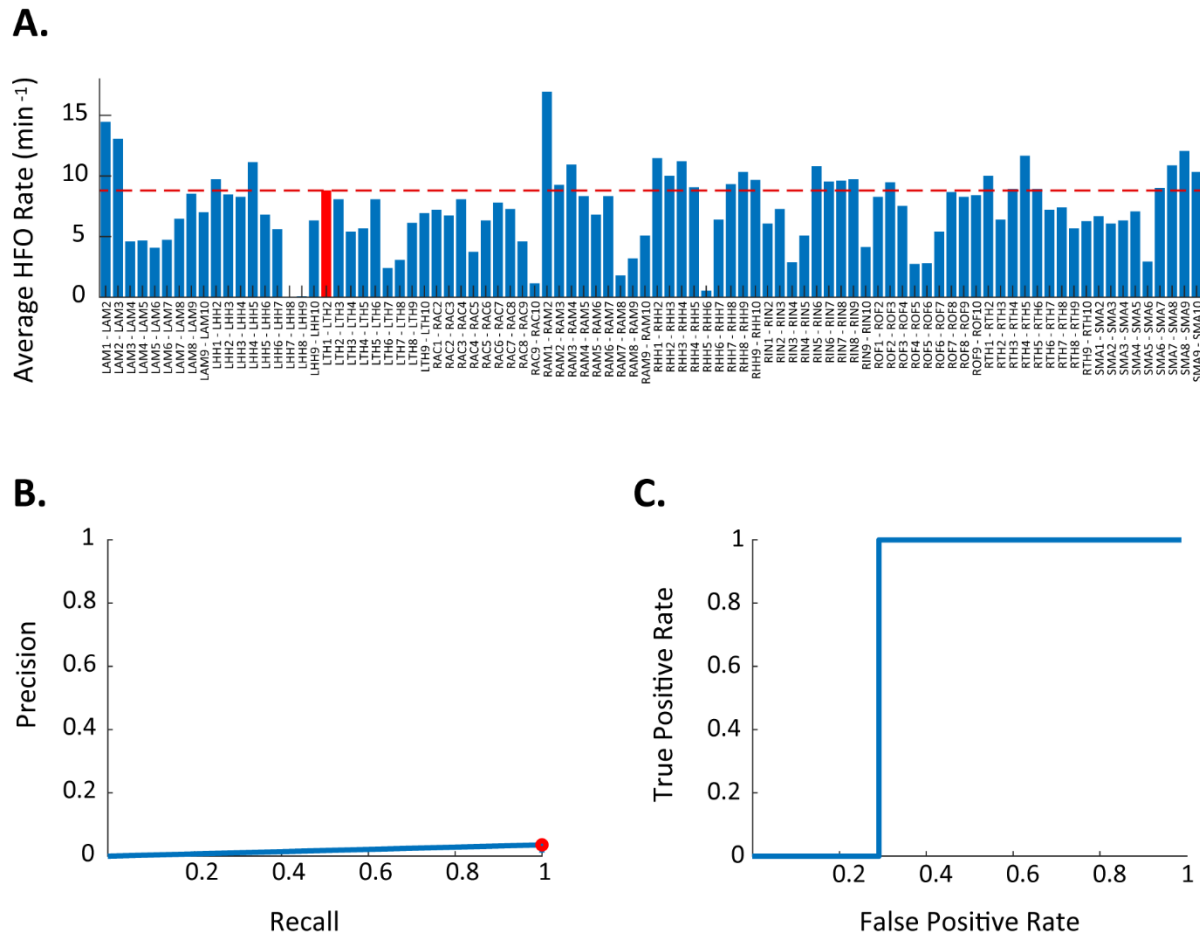 A.
Average HFO Rate (min⁻¹)
15
10
5
0
LAM1 - LAM2
LAM2 - LAM3
LAM3 - LAM4
LAM4 - LAM5
LAM5 - LAM6
LAM6 - LAM7
LAM7 - LAM8
LAM8 - LAM9
LAM9 - LAM10
LHH1 - LHH2
LHH2 - LHH3
LHH3 - LHH4
LHH4 - LHH5
LHH5 - LHH6
LHH6 - LHH7
LHH7 - LHH8
LHH8 - LHH9
LHH9 - LHH10
LTH1 - LTH2
LTH2 - LTH3
LTH3 - LTH4
LTH4 - LTH5
LTH5 - LTH6
LTH6 - LTH7
LTH7 - LTH8
LTH8 - LTH9
LTH9 - LTH10
RAC1 - RAC2
RAC2 - RAC3
RAC3 - RAC4
RAC4 - RAC5
RAC5 - RAC6
RAC6 - RAC7
RAC7 - RAC8
RAC8 - RAC9
RAC9 - RAC10
RAM1 - RAM2
RAM2 - RAM3
RAM3 - RAM4
RAM4 - RAM5
RAM5 - RAM6
RAM6 - RAM7
RAM7 - RAM8
RAM8 - RAM9
RAM9 - RAM10
RHH1 - RHH2
RHH2 - RHH3
RHH3 - RHH4
RHH4 - RHH5
RHH5 - RHH6
RHH6 - RHH7
RHH7 - RHH8
RHH8 - RHH9
RHH9 - RHH10
RIN1 - RIN2
RIN2 - RIN3
RIN3 - RIN4
RIN4 - RIN5
RIN5 - RIN6
RIN6 - RIN7
RIN7 - RIN8
RIN8 - RIN9
RIN9 - RIN10
ROF1 - ROF2
ROF2 - ROF3
ROF3 - ROF4
ROF4 - ROF5
ROF5 - ROF6
ROF6 - ROF7
ROF7 - ROF8
ROF8 - ROF9
ROF9 - ROF10
RTH1 - RTH2
RTH2 - RTH3
RTH3 - RTH4
RTH4 - RTH5
RTH5 - RTH6
RTH6 - RTH7
RTH7 - RTH8
RTH8 - RTH9
RTH9 - RTH10
SMA1 - SMA2
SMA2 - SMA3
SMA3 - SMA4
SMA4 - SMA5
SMA5 - SMA6
SMA6 - SMA7
SMA7 - SMA8
SMA8 - SMA9
SMA9 - SMA10
B.
Precision
1
0.8
0.6
0.4
0.2
0
0.2
0.4
0.6
0.8
1
Recall
C.
True Positive Rate
1
0.8
0.6
0.4
0.2
0
0.2
0.4
0.6
0.8
1
False Positive Rate